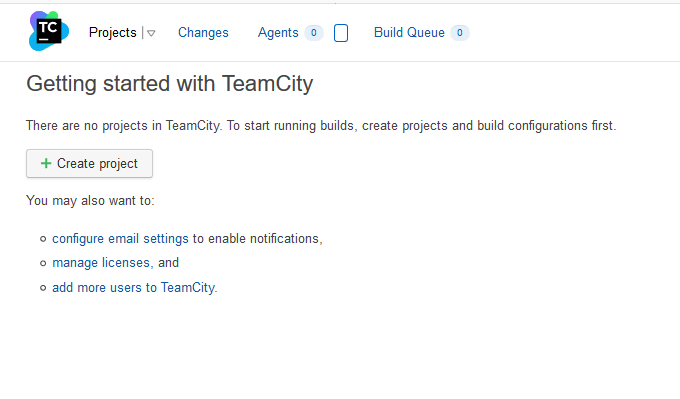 TC Projects Changes Agents 0 Build Queue 0
Getting started with TeamCity
There are no projects in TeamCity. To start running builds, create projects and build configurations first.
+ Create project
You may also want to:
configure email settings to enable notifications,
manage licenses, and
add more users to TeamCity.